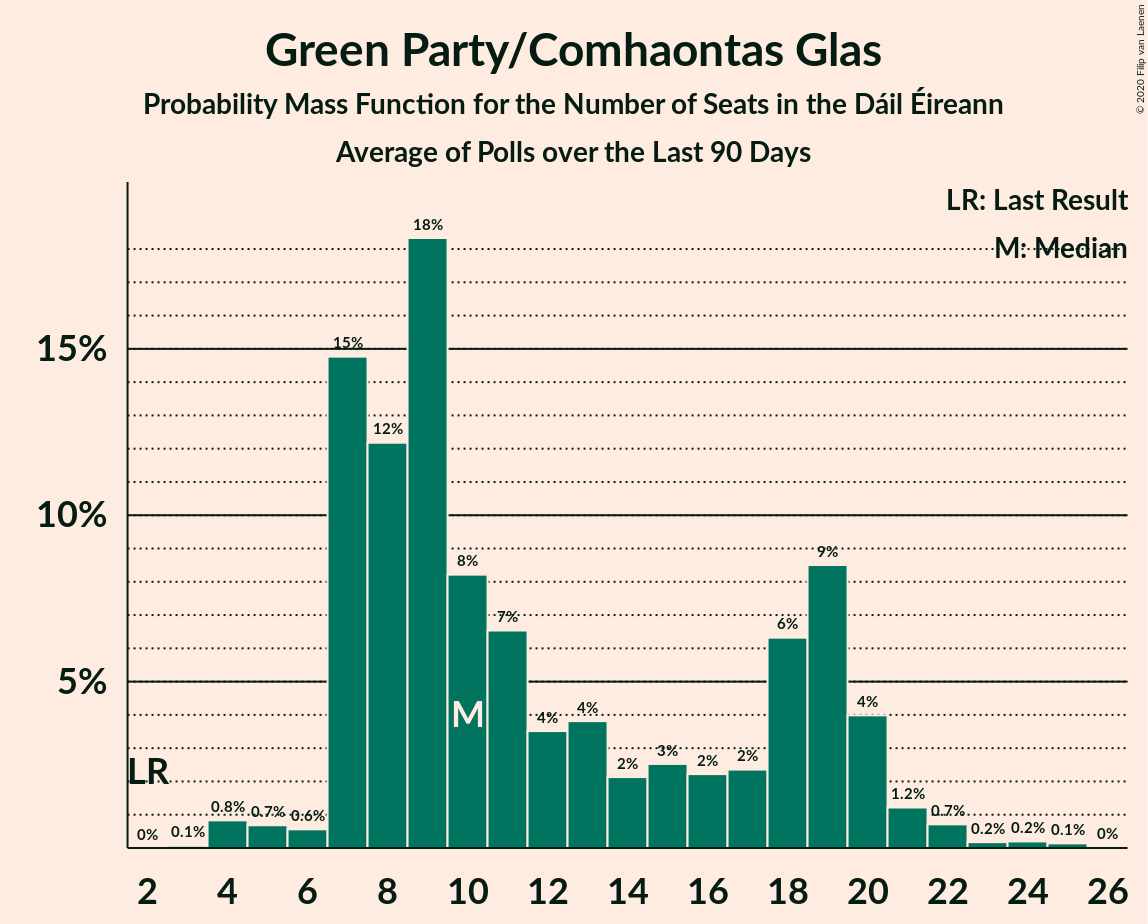 Green Party/Comhaontas Glas
Probability Mass Function for the Number of Seats in the Dáil Éireann
Average of Polls over the Last 90 Days
© 2020 Filip van Laenen
LR: Last Result
M: Median
15%
10%
5%
0% 0.1% 0.8% 0.7% 0.6% 15% 12% 18% 8% 7% 4% 4% 2% 3% 2% 2% 6% 9% 4% 1.2% 0.7% 0.2% 0.2% 0.1% 0%
M
LR
2 4 6 8 10 12 14 16 18 20 22 24 26